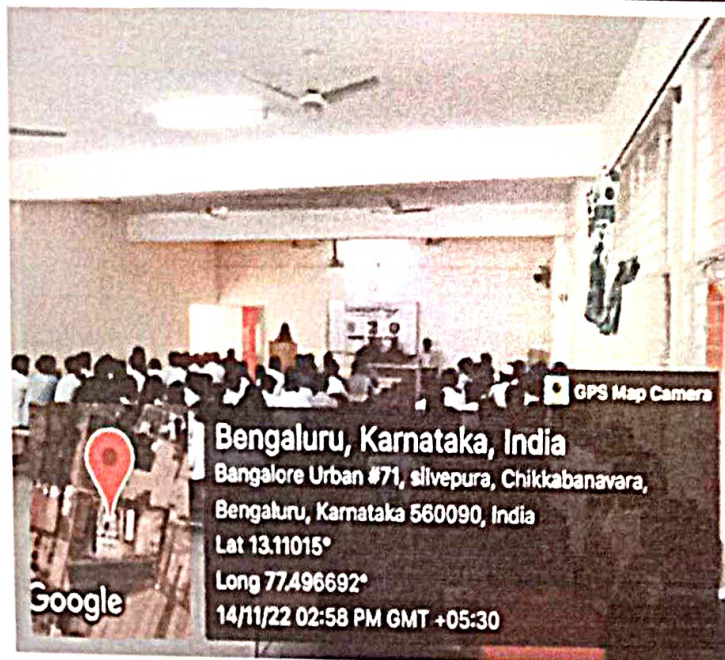 GPS Map Camera
Bengaluru, Karnataka, India
Bangalore Urban #71, silvepura, Chikkabanavara,
Bengaluru, Karnataka 560090, India
Lat 13.11015°
Long 77.496692°
14/11/22 02:58 PM GMT +05:30
Google